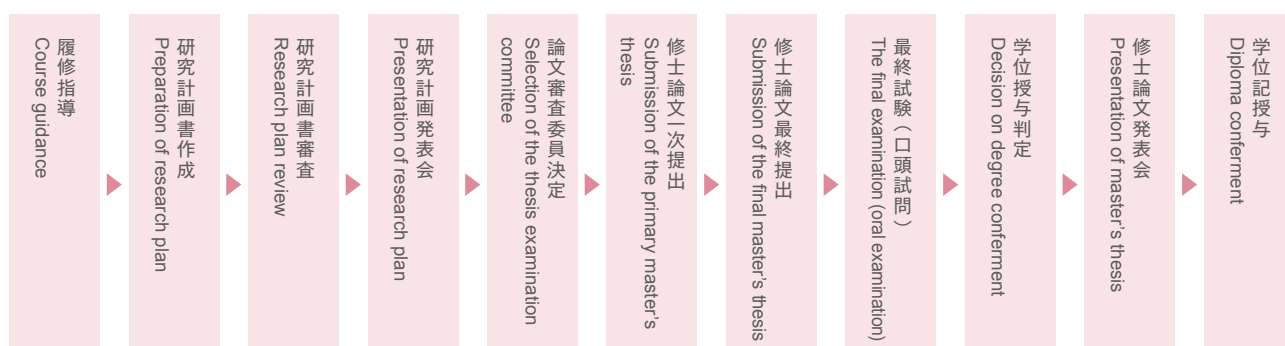 履修指導
Course guidance
研究計画書作成
Preparation of research plan
研究計画書審査
Research plan review
研究計画発表会
Presentation of research plan
論文審査委員決定
Selection of the thesis examination
committee
修士論文一次提出
Submission of the primary master's
thesis
修士論文最終提出
Submission of the final master's thesis
最終試験（口頭試問）
The final examination (oral examination)
学位授与判定
Decision on degree conferment
修士論文発表会
Presentation of master's thesis
学位記授与
Diploma conferment